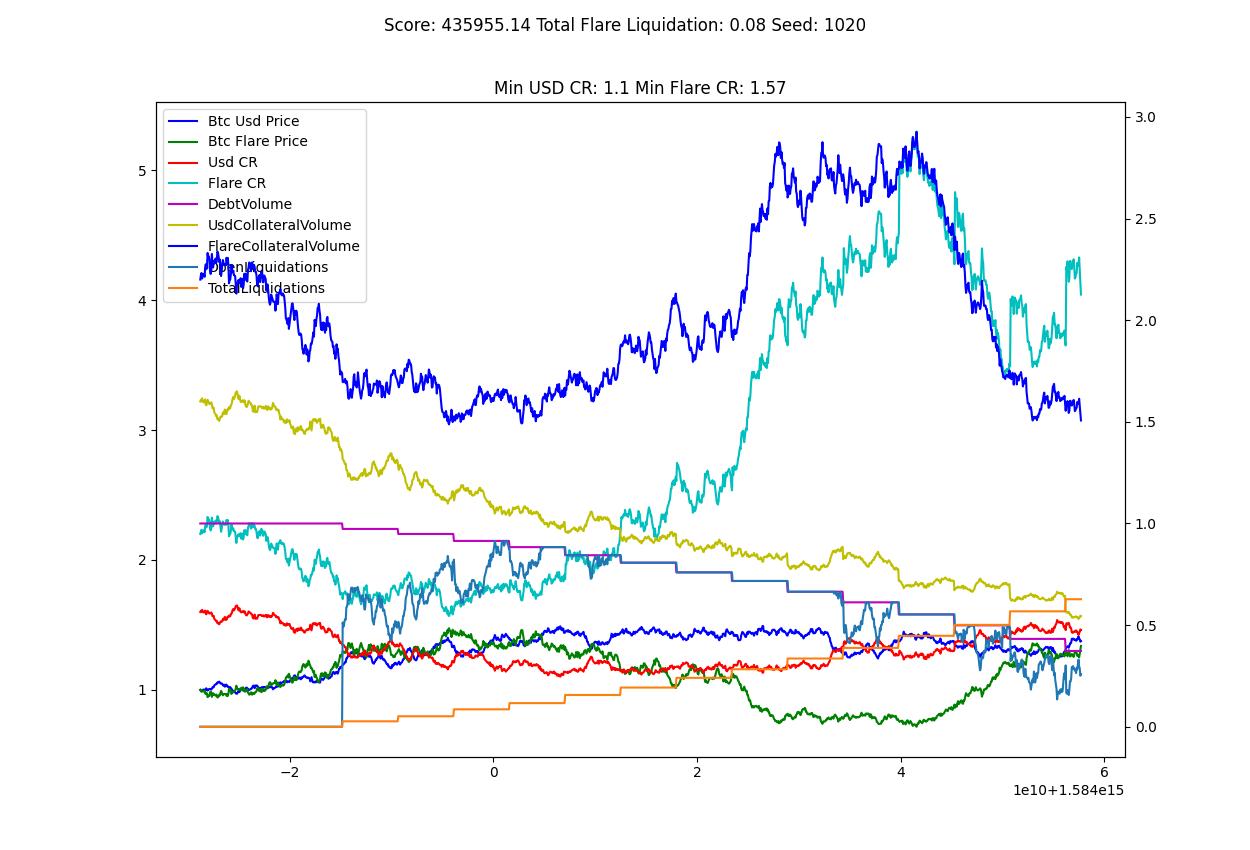 Score: 435955.14 Total Flare Liquidation: 0.08 Seed: 1020
Min USD CR: 1.1 Min Flare CR: 1.57
Btc Usd Price
Btc Flare Price
Usd CR
Flare CR
DebtVolume
UsdCollateralVolume
FlareCollateralVolume
OpenLiquidations
TotalLiquidations
5
4
3
2
1
3.0
2.5
2.0
1.5
1.0
0.5
0.0
−2
0
2
4
6
1e10+1.584e15